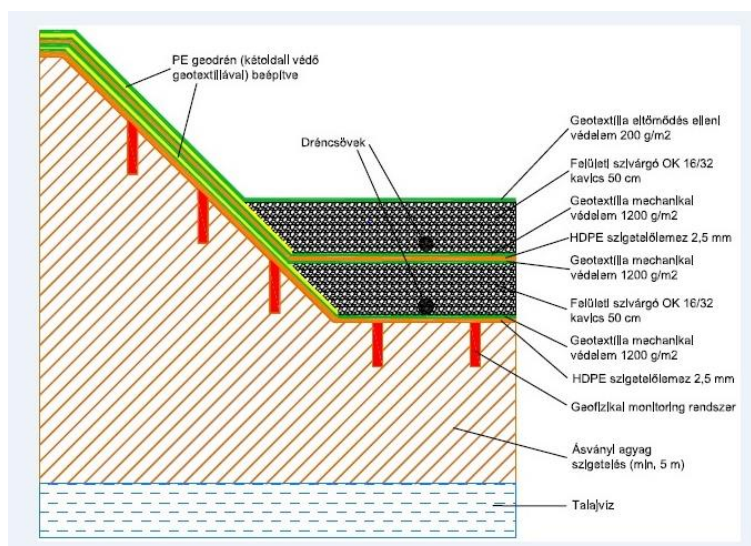 PE geodrén (kétoldali védő
geotextíliával) beépítve
Dréncsövek
Geotextília eltömődés elleni
védelem 200 g/m2
Felületi szivárgó OK 16/32
kavics 50 cm
Geotextília mechanikai
védelem 1200 g/m2
HDPE szigetelőlemez 2,5 mm
Geotextília mechanikai
védelem 1200 g/m2
Felületi szivárgó OK 16/32
kavics 50 cm
Geotextília mechanikai
védelem 1200 g/m2
HDPE szigetelőlemez 2,5 mm
Geofizikai monitoring rendszer
Ásványi agyag
szigetelés (min. 5 m)
Talajvíz